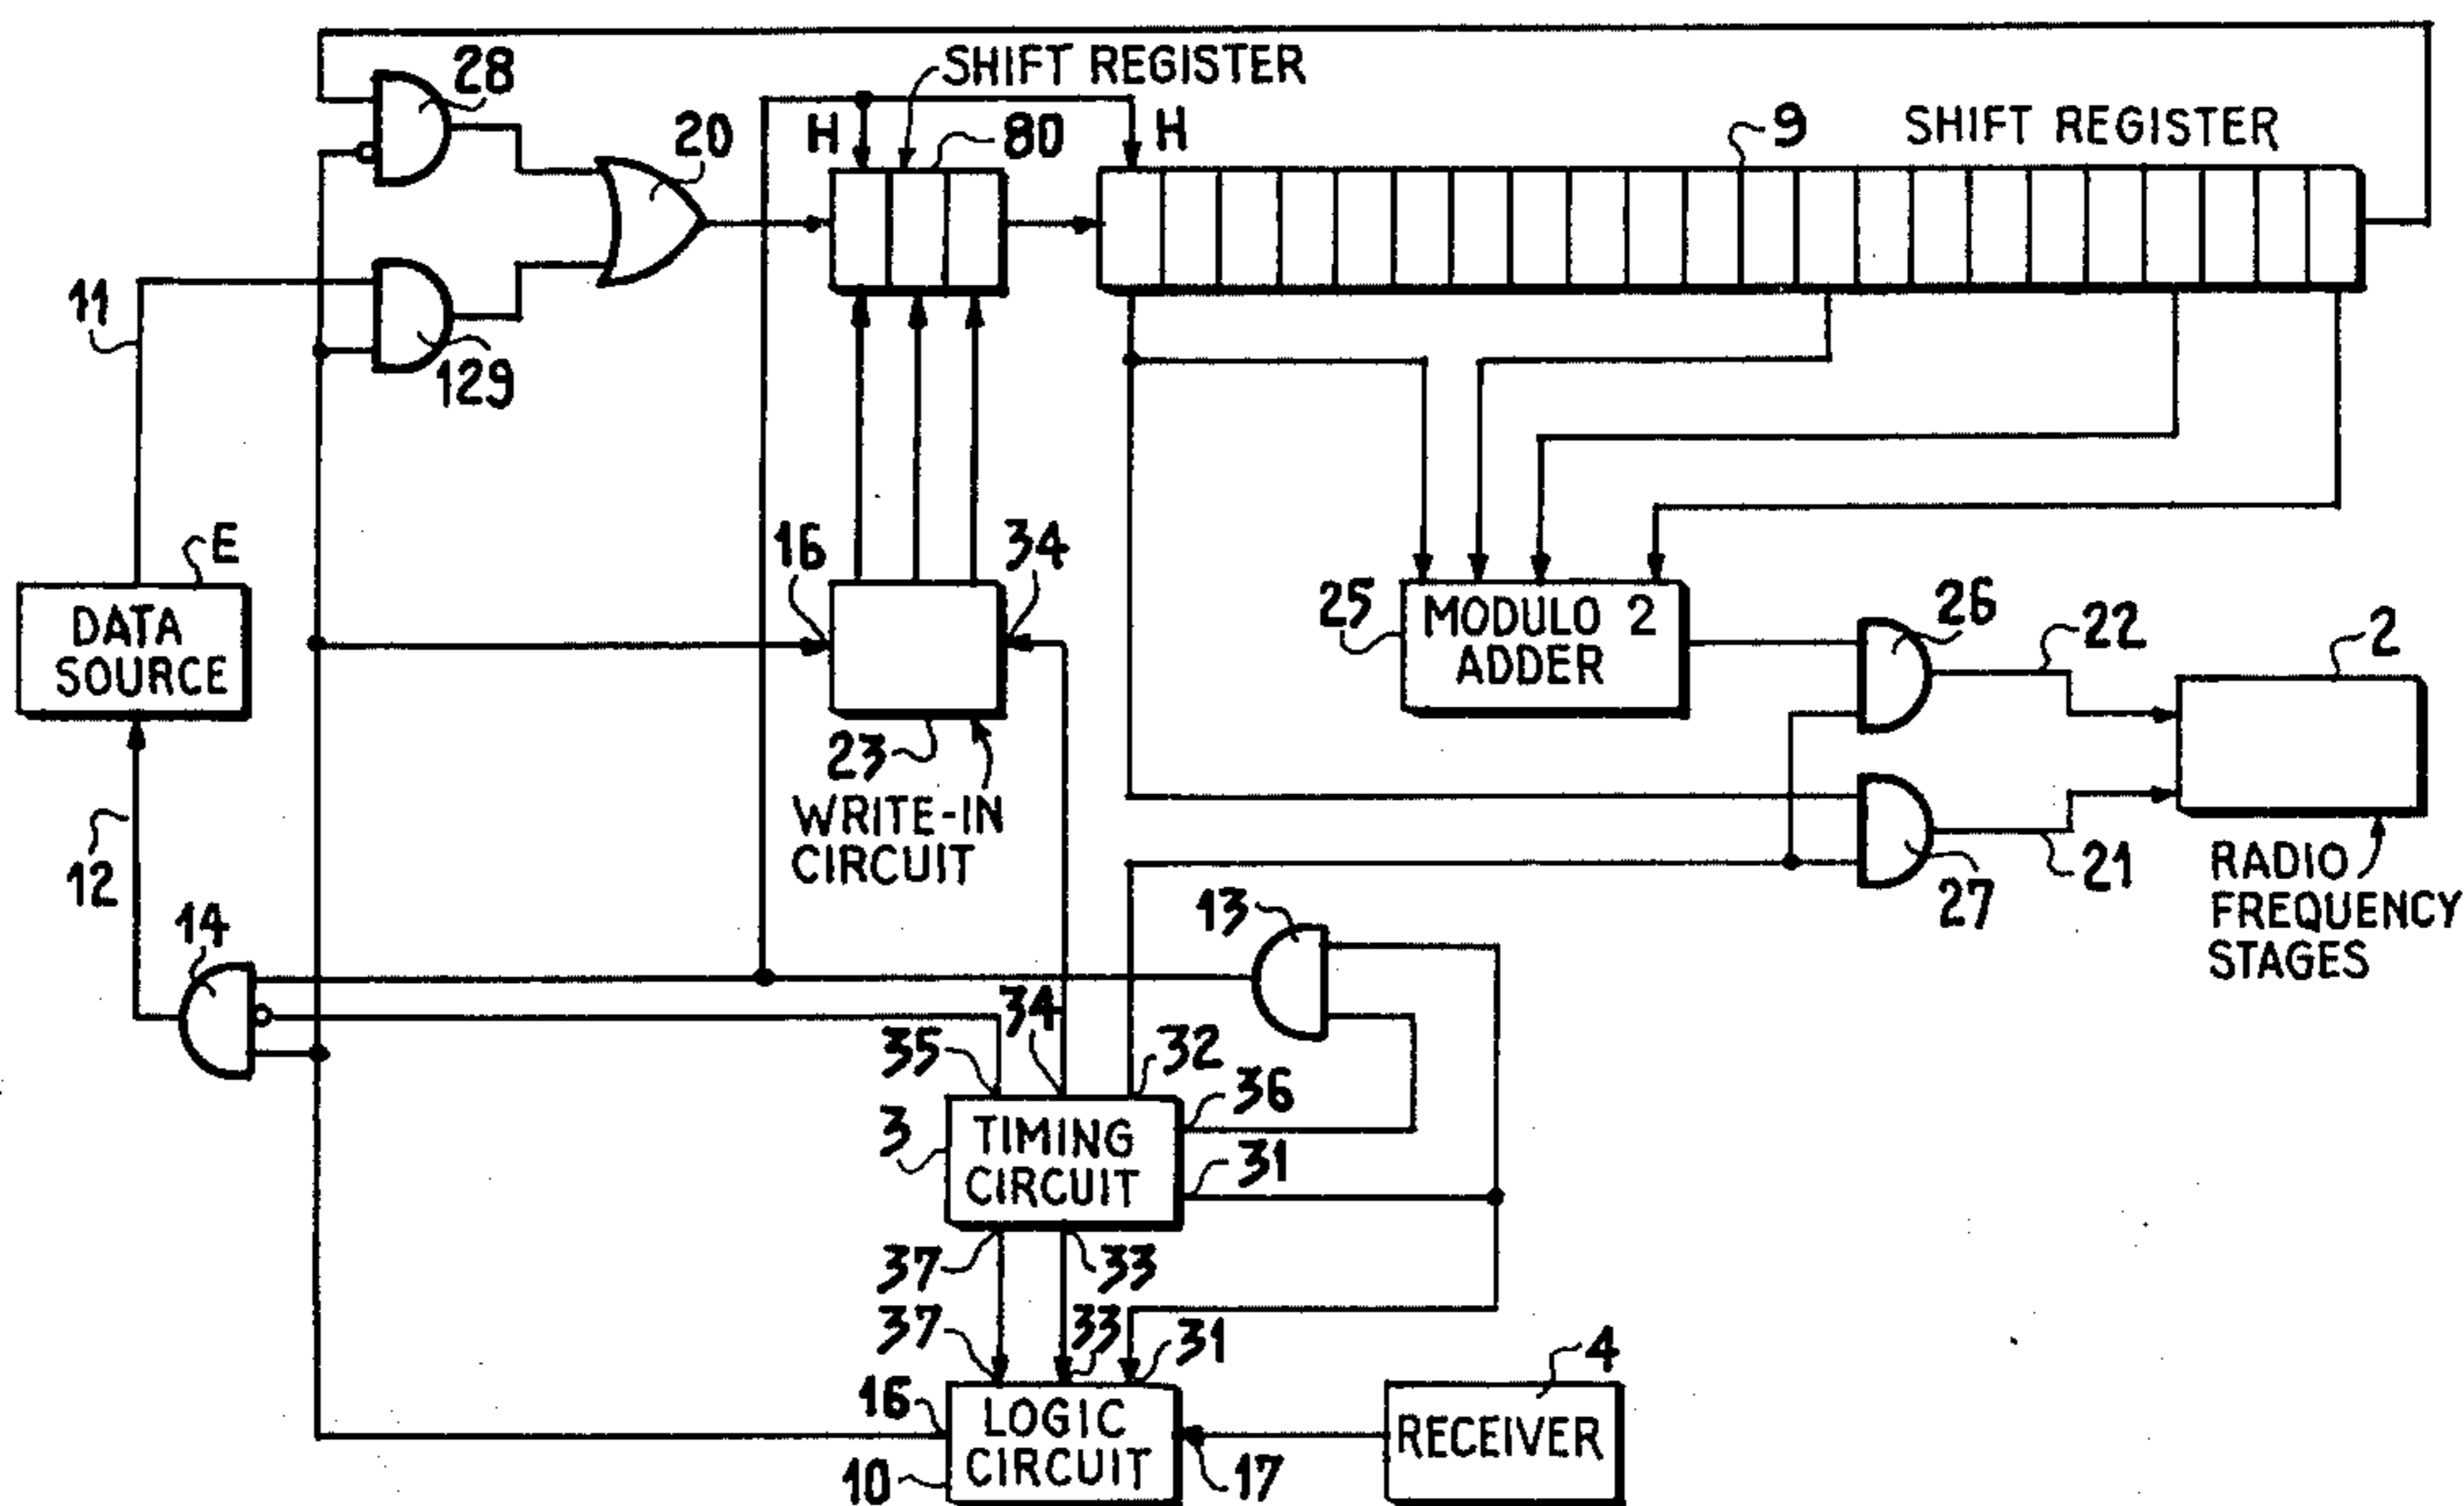 28
SHIFT REGISTER
20
H
80
H
9
SHIFT REGISTER
11
129
E
DATA
SOURCE
16
34
23
WRITE-IN
CIRCUIT
25
MODULO 2
ADDER
26
22
2
27
21
RADIO
FREQUENCY
STAGES
12
14
13
35
34
32
36
31
3
TIMING
CIRCUIT
37
33
37
33
31
16
LOGIC
CIRCUIT
10
17
4
RECEIVER